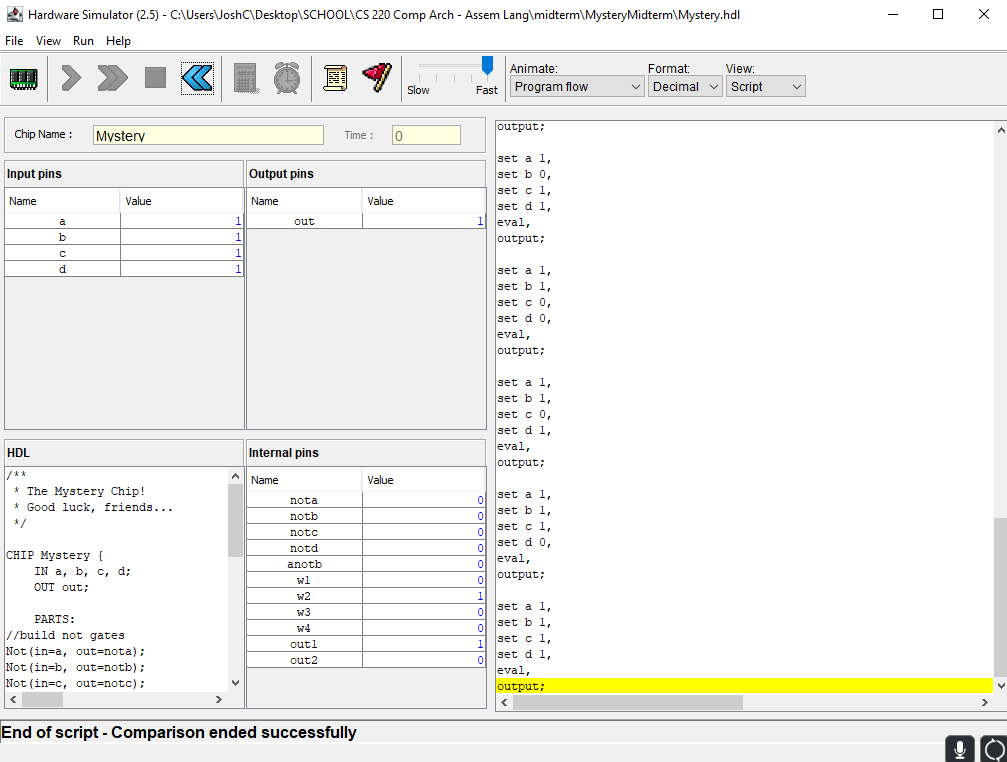 Hardware Simulator (2.5) - C:\Users\JoshC\Desktop\SCHOOL\CS 220 Comp Arch - Assem Lang\midterm\MysteryMidterm\Mystery.hdl
File View Run Help
Slow Fast
Animate: Format: View:
Program flow Decimal Script
Chip Name : Mystery Time : 0
Input pins
Name Value
a 1
b 1
c 1
d 1
Output pins
Name Value
out 1
HDL
/**
* The Mystery Chip!
* Good luck, friends...
*/
CHIP Mystery {
IN a, b, c, d;
OUT out;
PARTS:
//build not gates
Not(in=a, out=nota);
Not(in=b, out=notb);
Not(in=c, out=notc);
Internal pins
Name Value
nota 0
notb 0
notc 0
notd 0
anotb 0
w1 0
w2 1
w3 0
w4 0
out1 1
out2 0
output;
set a 1,
set b 0,
set c 1,
set d 1,
eval,
output;
set a 1,
set b 1,
set c 0,
set d 0,
eval,
output;
set a 1,
set b 1,
set c 0,
set d 1,
eval,
output;
set a 1,
set b 1,
set c 1,
set d 0,
eval,
output;
set a 1,
set b 1,
set c 1,
set d 1,
eval,
output;
End of script - Comparison ended successfully